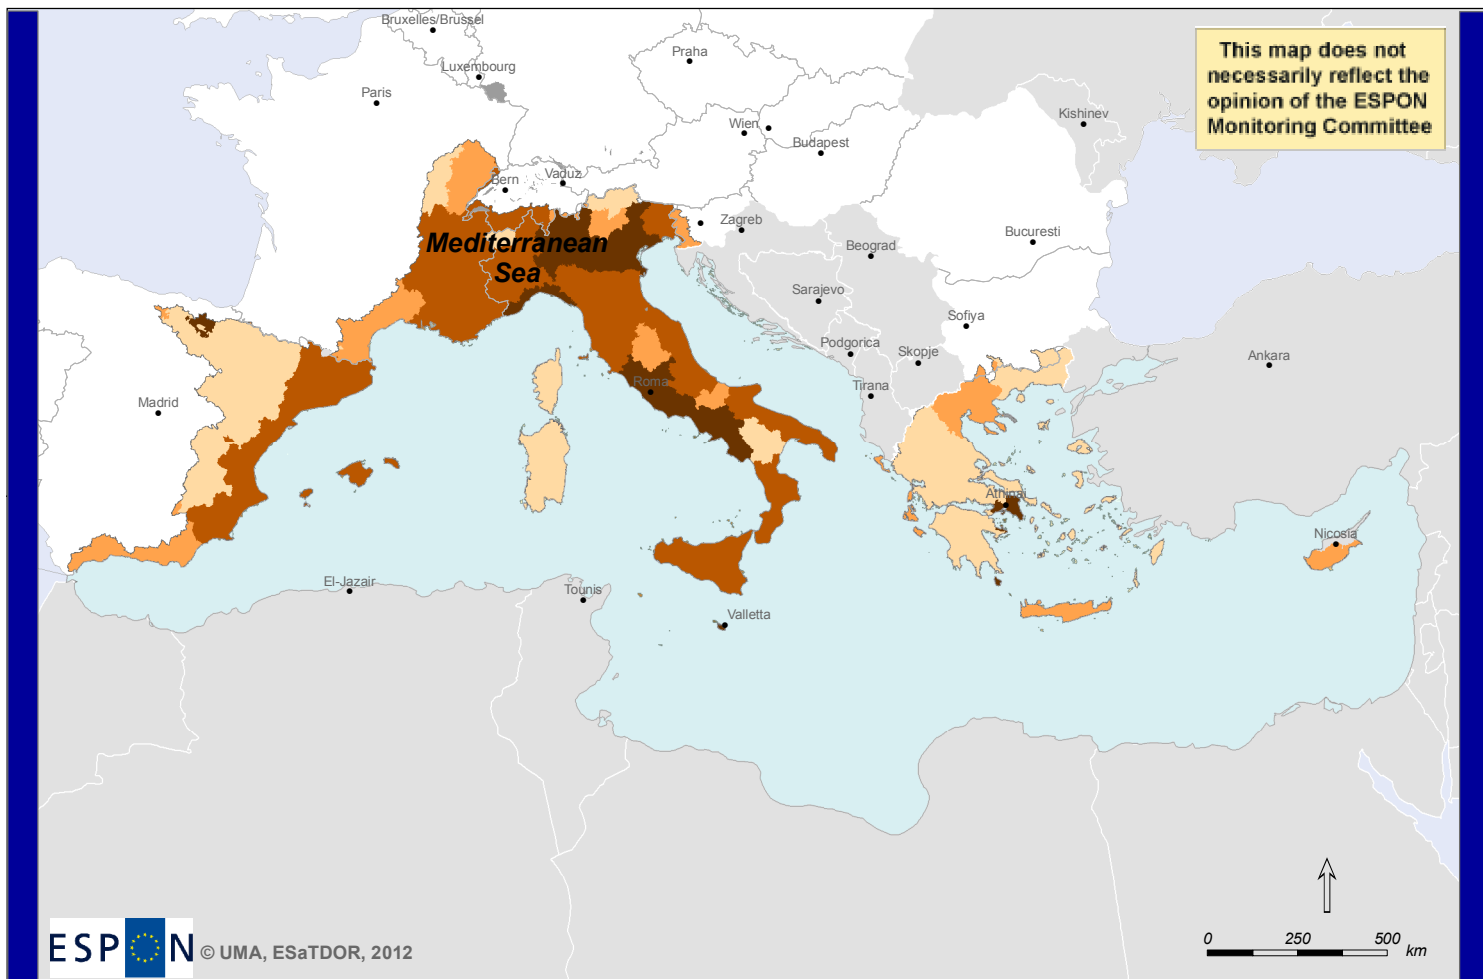 Bruxelles/Brussel
This map does not
necessarily reflect the
opinion of the ESPON
Monitoring Committee
Praha
Luxembourg
Paris
Kishinev
Wien
Budapest
Bern
Vaduz
Zagreb
Bucuresti
Mediterranean
Sea
Beograd
Sarajevo
Sofiya
Podgorica
Skopje
Ankara
Tirana
Roma
Madrid
Athinai
Nicosia
El-Jazair
Tounis
Valletta
0 250 500 km
ESPON © UMA, ESaTDOR, 2012